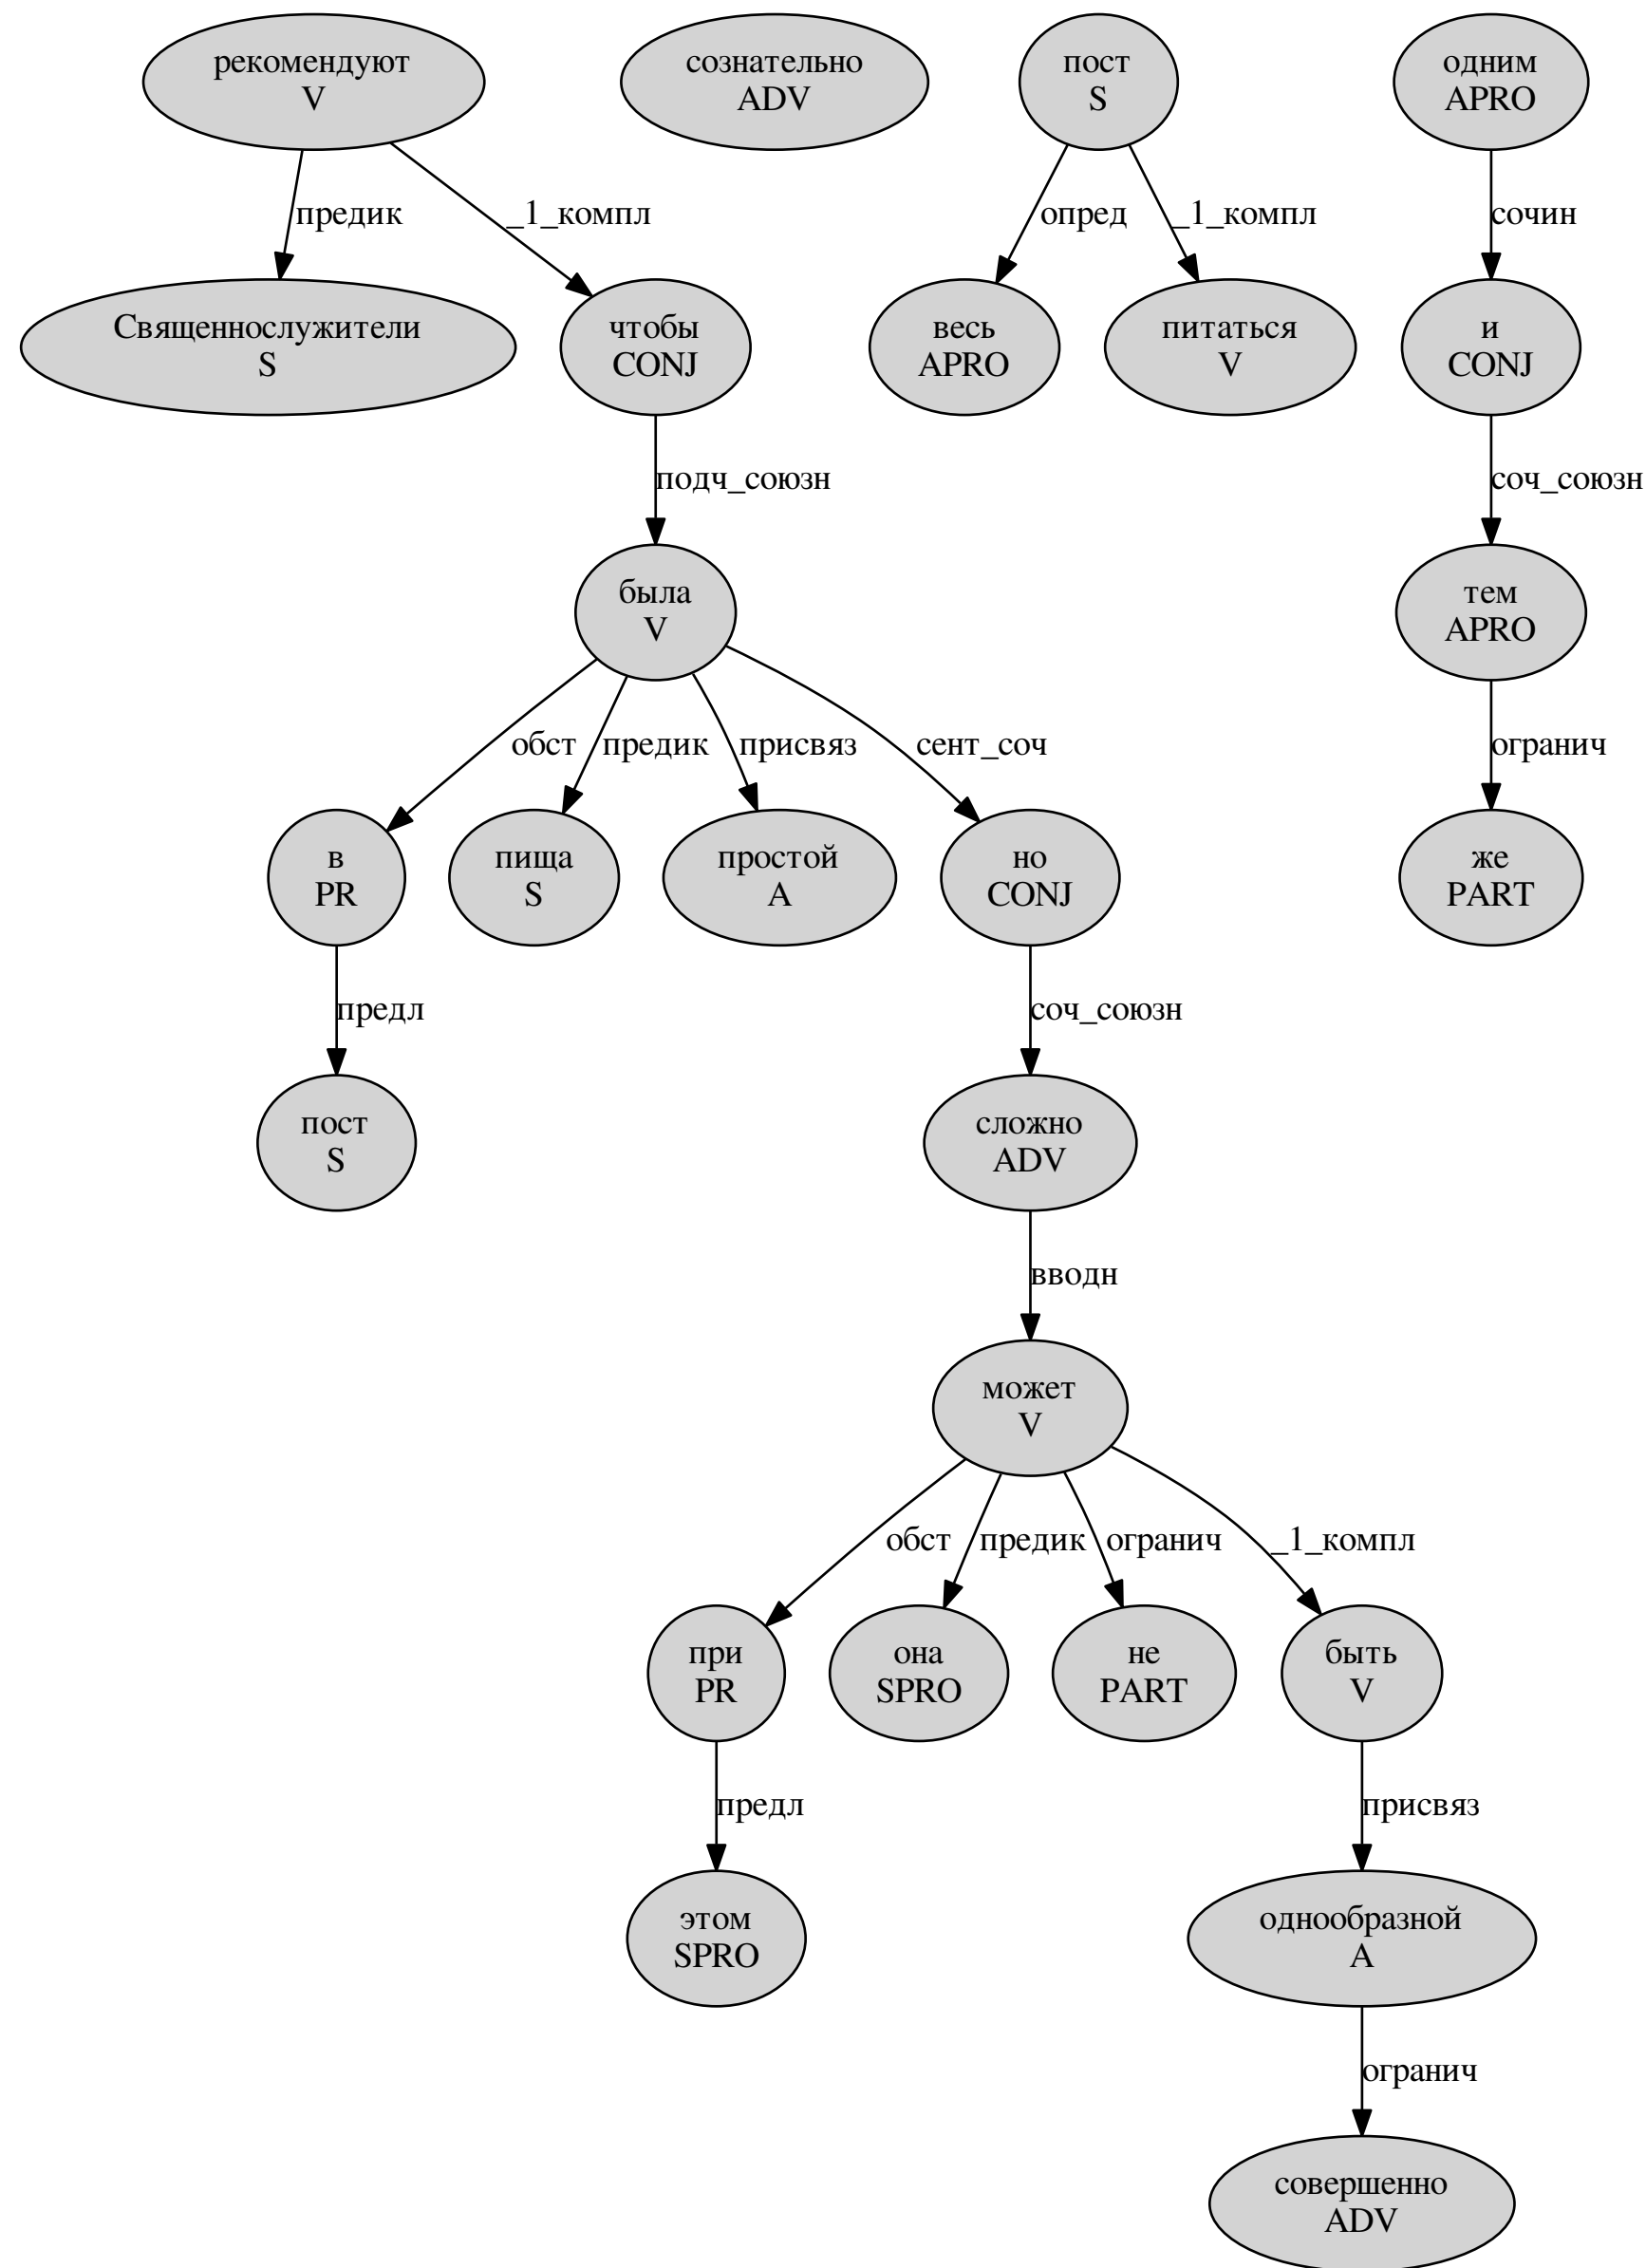 рекомендуют
V
сознательно
ADV
пост
S
одним
APRO
предик
_1_компл
опред
_1_компл
сочин
Священнослужители
S
чтобы
CONJ
весь
APRO
питаться
V
и
CONJ
подч_союзн
соч_союзн
была
V
тем
APRO
обст
предик
присвяз
сент_соч
огранич
в
PR
пища
S
простой
A
но
CONJ
же
PART
предл
соч_союзн
пост
S
сложно
ADV
вводн
может
V
обст
предик
огранич
_1_компл
при
PR
она
SPRO
не
PART
быть
V
предл
присвяз
этом
SPRO
однообразной
A
огранич
совершенно
ADV